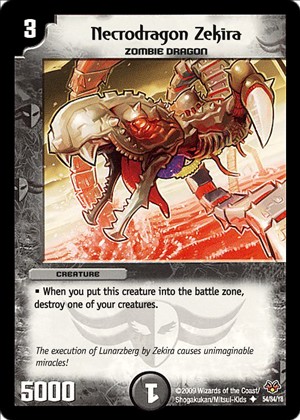 3
Necrodragon Zekira
ZOMBIE DRAGON
CREATURE
▪ When you put this creature into the battle zone,
destroy one of your creatures.
The execution of Lunarzberg by Zekira causes unimaginable
miracles!
5000
1
©2009 Wizards of the Coast/
Shogakukan/Mitsui-Kids
54/84/Y8